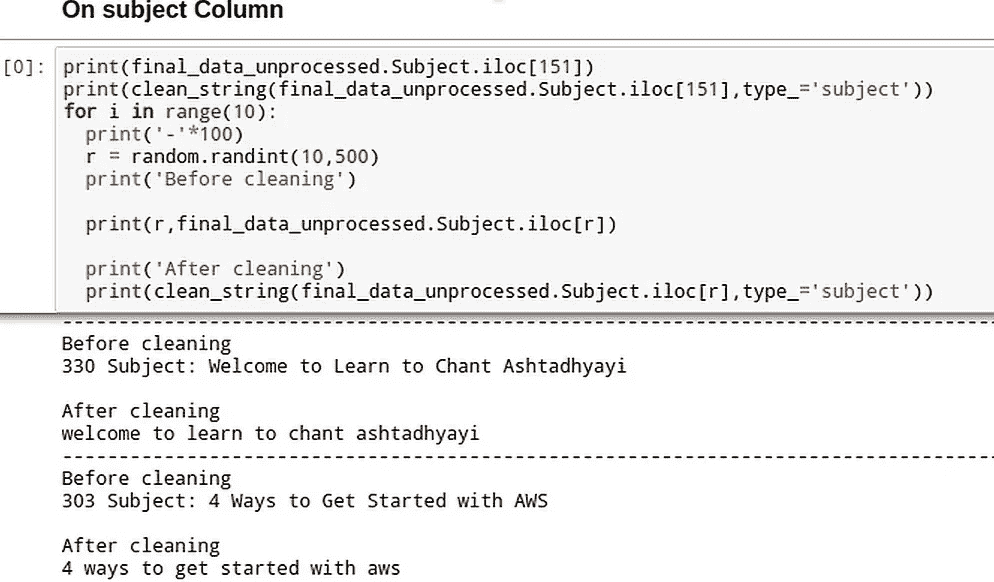 On subject Column
[0]: print(final_data_unprocessed.Subject.iloc[151])
print(clean_string(final_data_unprocessed.Subject.iloc[151],type_='subject'))
for i in range(10):
  print('-'*100)
  r = random.randint(10,500)
  print('Before cleaning')
  print(r,final_data_unprocessed.Subject.iloc[r])
  print('After cleaning')
  print(clean_string(final_data_unprocessed.Subject.iloc[r],type_='subject'))
--------------------------------------------------------------------------------
Before cleaning
330 Subject: Welcome to Learn to Chant Ashtadhyayi
After cleaning
welcome to learn to chant ashtadhyayi
--------------------------------------------------------------------------------
Before cleaning
303 Subject: 4 Ways to Get Started with AWS
After cleaning
4 ways to get started with aws